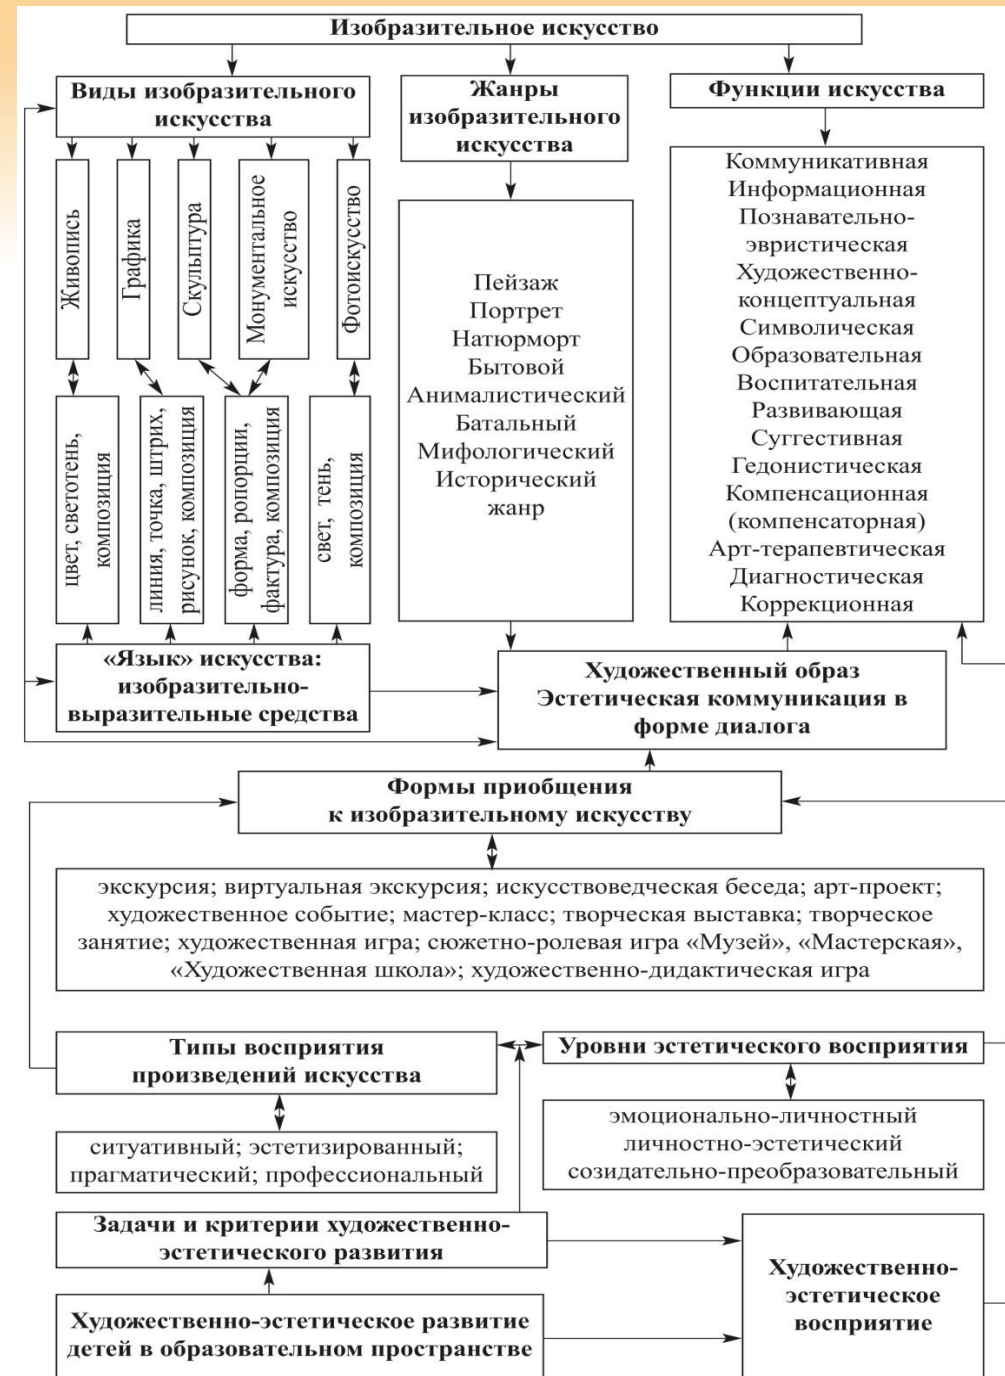 Изобразительное искусство
Виды изобразительного
искусства
Жанры
изобразительного
искусства
Функции искусства
Живопись
Графика
Скульптура
Монументальное
искусство
Фотоискусство
цвет, светотень,
композиция
линия, точка, штрих,
рисунок, композиция
форма, ропорции,
фактура, композиция
свет, тень,
композиция
Пейзаж
Портрет
Натюрморт
Бытовой
Анималистический
Батальный
Мифологический
Исторический
жанр
Коммуникативная
Информационная
Познавательно-
эвристическая
Художественно-
концептуальная
Символическая
Образовательная
Воспитательная
Развивающая
Суггестивная
Гедонистическая
Компенсационная
(компенсаторная)
Арт-терапевтическая
Диагностическая
Коррекционная
«Язык» искусства:
изобразительно-
выразительные средства
Художественный образ
Эстетическая коммуникация в
форме диалога
Формы приобщения
к изобразительному искусству
экскурсия; виртуальная экскурсия; искусствоведческая беседа; арт-проект;
художественное событие; мастер-класс; творческая выставка; творческое
занятие; художественная игра; сюжетно-ролевая игра «Музей», «Мастерская»,
«Художественная школа»; художественно-дидактическая игра
Типы восприятия
произведений искусства
Уровни эстетического восприятия
ситуативный; эстетизированный;
прагматический; профессиональный
эмоционально-личностный
личностно-эстетический
созидательно-преобразовательный
Задачи и критерии художественно-
эстетического развития
Художественно-эстетическое развитие
детей в образовательном пространстве
Художественно-
эстетическое
восприятие